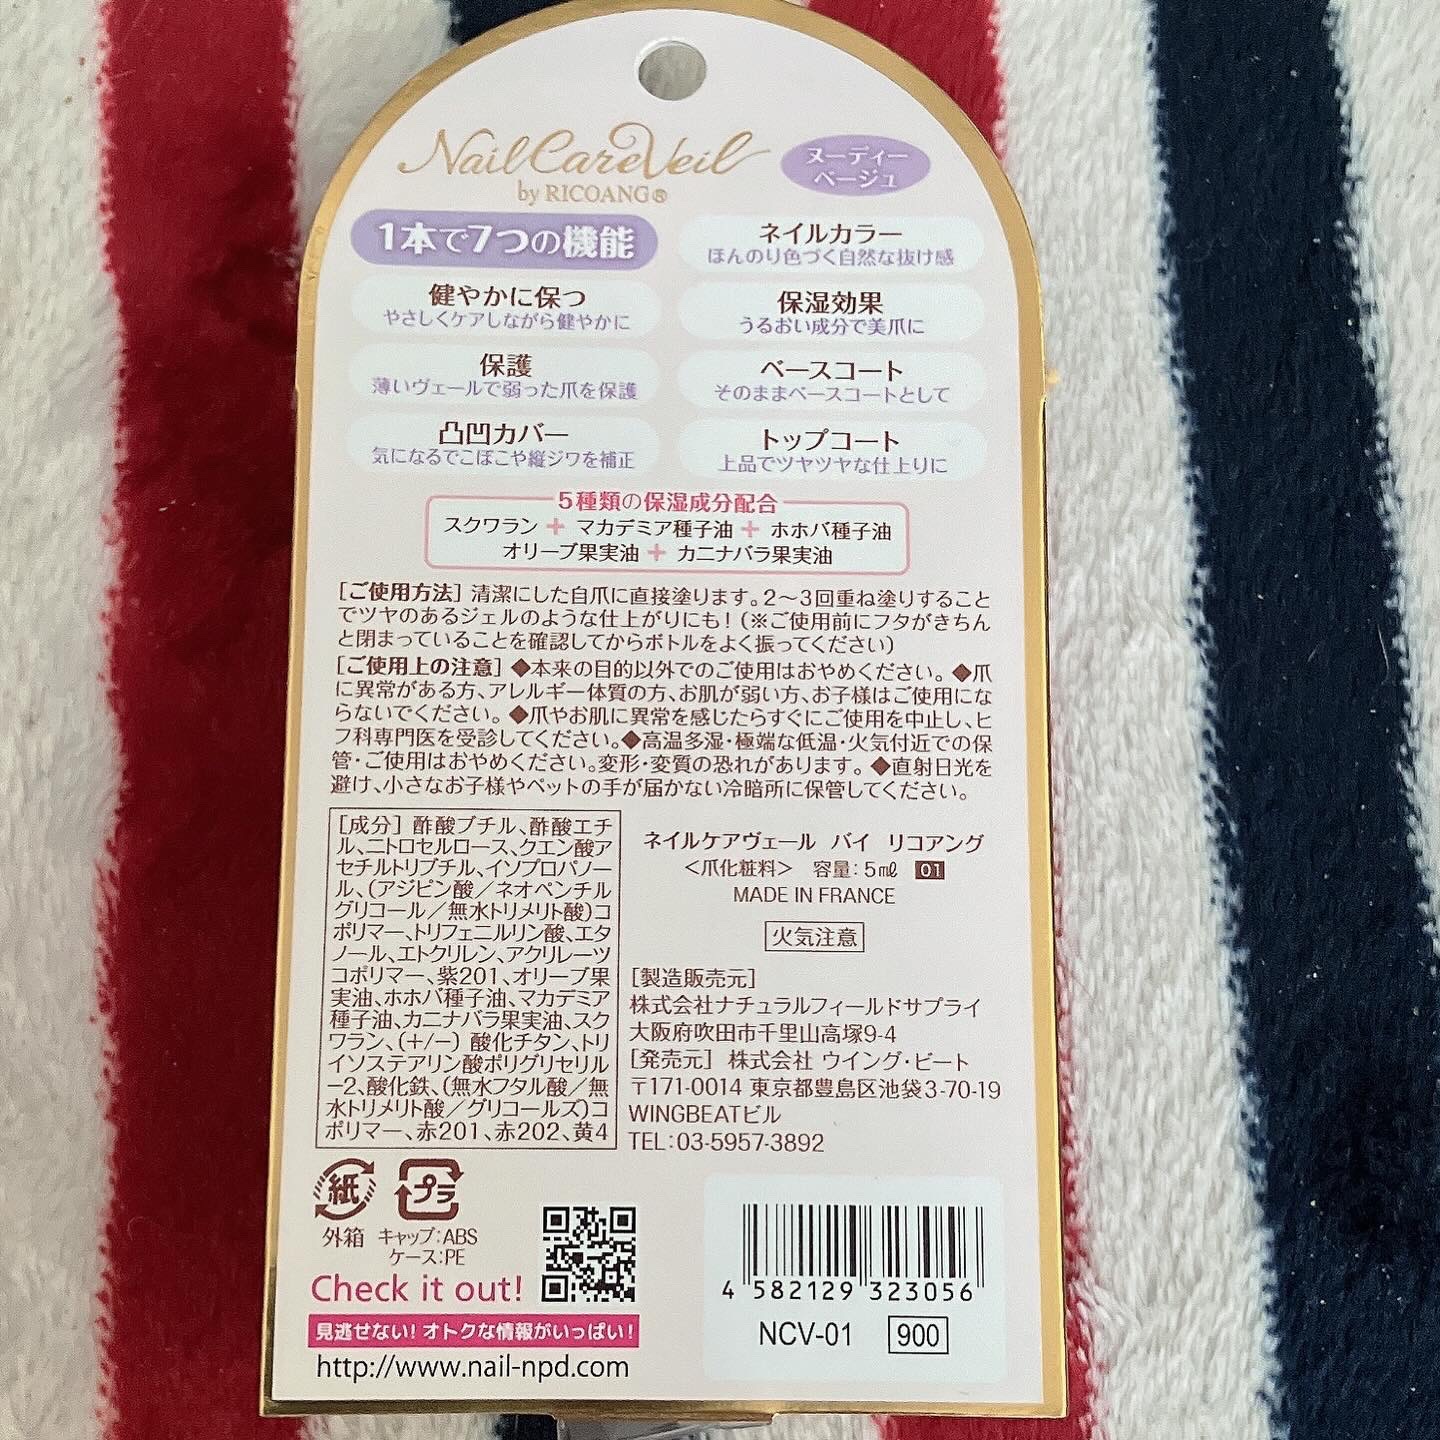 Nail Care Veil
by RICOANG®
ヌーディー
ベージュ
1本で7つの機能
ネイルカラー
ほんのり色づく自然な抜け感
健やかに保つ
やさしくケアしながら健やかに
保湿効果
うるおい成分で美爪に
保護
薄いヴェールで弱った爪を保護
ベースコート
そのままベースコートとして
凸凹カバー
気になるでこぼこや縦ジワを補正
トップコート
上品でツヤツヤな仕上りに
5種類の保湿成分配合
スクワラン + マカデミア種子油 + ホホバ種子油
オリーブ果実油 + カニナバラ果実油
[ご使用方法] 清潔にした自爪に直接塗ります。2〜3回重ね塗りすること
でツヤのあるジェルのような仕上がりにも!(※ご使用前にフタがきちん
と閉まっていることを確認してからボトルをよく振ってください)
[ご使用上の注意] ◆本来の目的以外でのご使用はおやめください。◆爪
に異常がある方、アレルギー体質の方、お肌が弱い方、お子様はご使用にな
らないでください。◆爪やお肌に異常を感じたらすぐにご使用を中止し、ヒ
フ科専門医を受診してください。◆高温多湿・極端な低温・火気付近での保
管・ご使用はおやめください。変形・変質の恐れがあります。◆直射日光を
避け、小さなお子様やペットの手が届かない冷暗所に保管してください。
[成分] 酢酸ブチル、酢酸エチ
ル、ニトロセルロース、クエン酸ア
セチルトリブチル、イソプロパノー
ル、(アジピン酸/ネオペンチル
グリコール/無水トリメリト酸)コ
ポリマー、トリフェニルリン酸、エタ
ノール、エトクリレン、アクリレーツ
コポリマー、紫201、オリーブ果
実油、ホホバ種子油、マカデミア
種子油、カニナバラ果実油、スク
ワラン、(+/−) 酸化チタン、トリ
イソステアリン酸ポリグリセリル
−2、酸化鉄、(無水フタル酸/無
水トリメリト酸/グリコールズ)コ
ポリマー、赤201、赤202、黄4
ネイルケアヴェール バイ リコアング
<爪化粧料> 容量:5㎖ 01
MADE IN FRANCE
火気注意
[製造販売元]
株式会社ナチュラルフィールドサプライ
大阪府吹田市千里山高塚9-4
[発売元] 株式会社 ウイング・ビート
〒171-0014 東京都豊島区池袋3-70-19
WINGBEATビル
TEL:03-5957-3892
紙
プラ
外箱 キャップ:ABS
ケース:PE
Check it out!
見逃せない!オトクな情報がいっぱい!
http://www.nail-npd.com
4 582129 323056
NCV-01 900